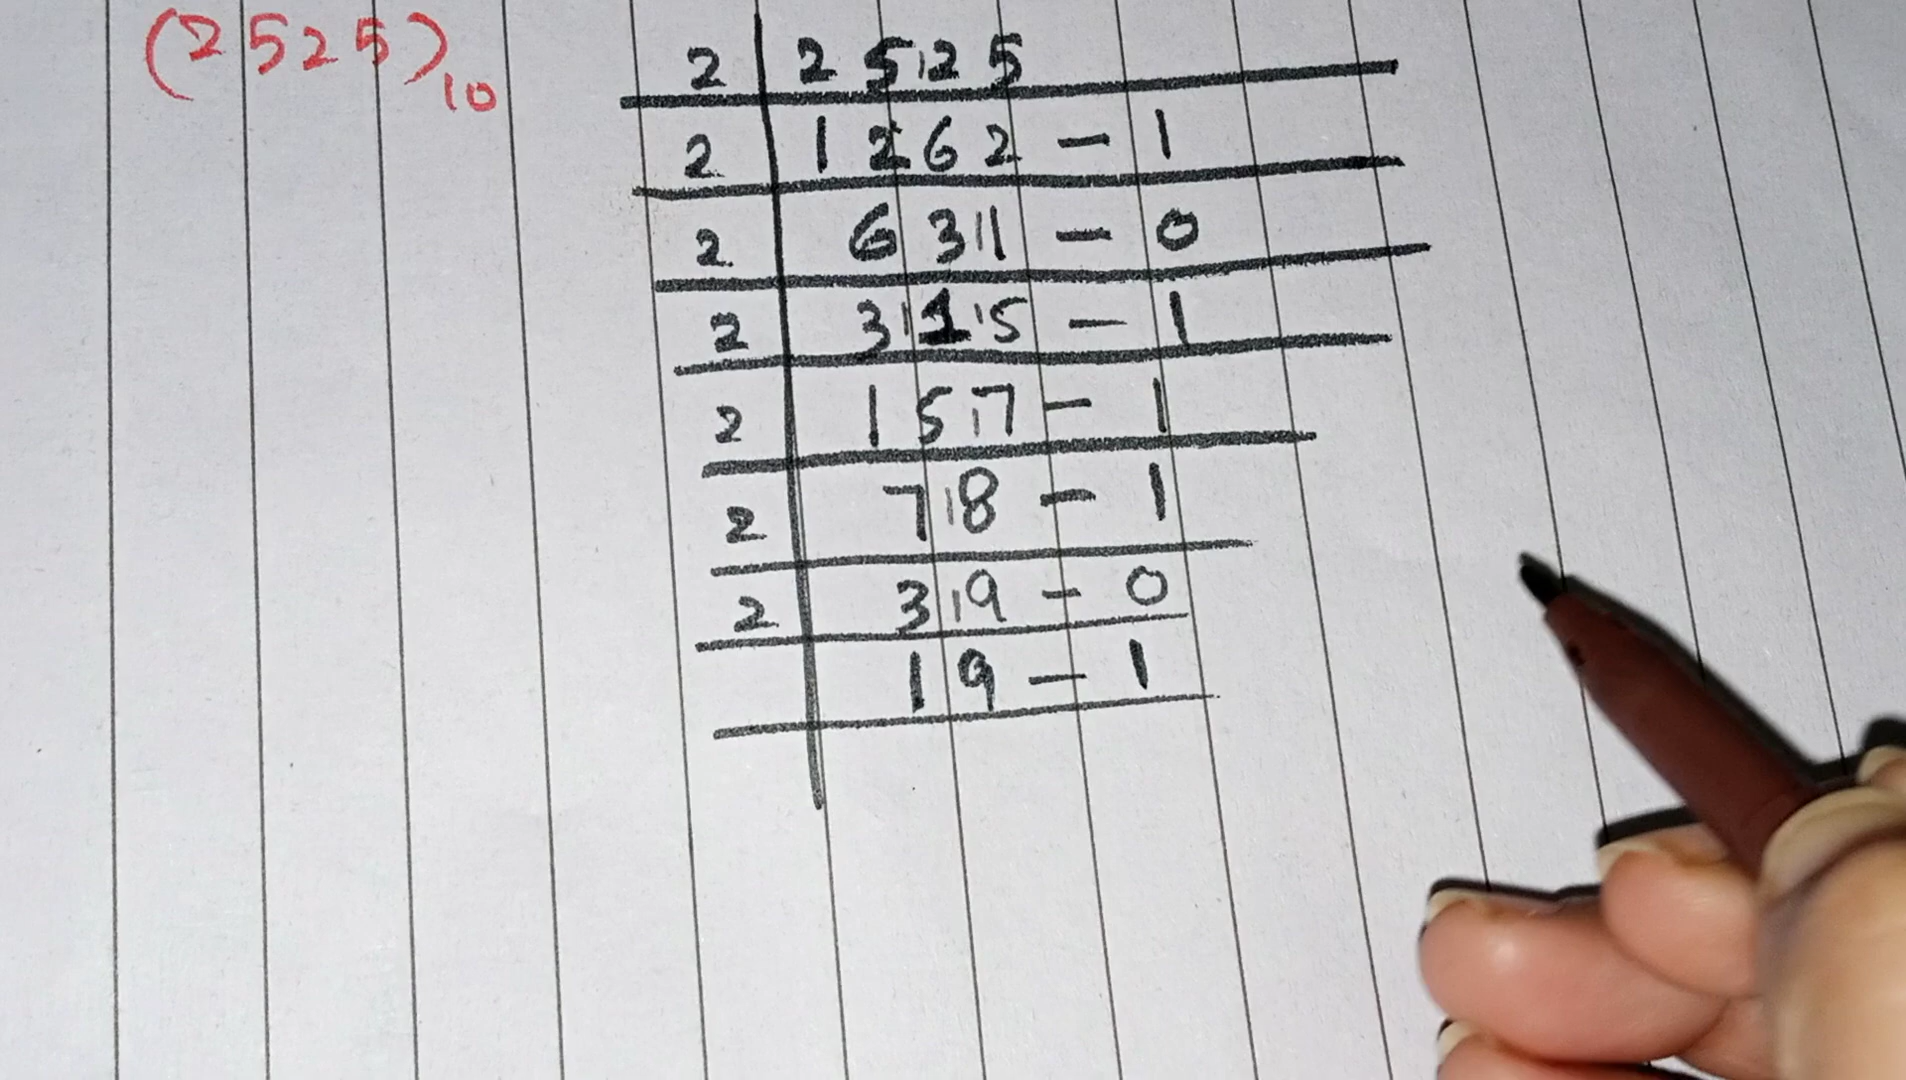 (2525)10
2 2525
2 1262 - 1
2 631 - 0
2 315 - 1
2 157 - 1
2 78 - 1
2 39 - 0
19 - 1